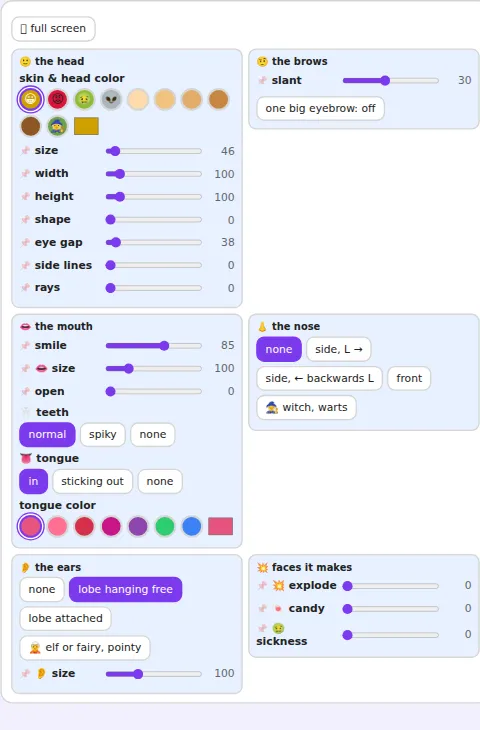 full screen
the head
skin & head color
size 46
width 100
height 100
shape 0
eye gap 38
side lines 0
rays 0
the brows
slant 30
one big eyebrow: off
the mouth
smile 85
size 100
open 0
teeth
normal spiky none
tongue
in sticking out none
tongue color
the nose
none side, L →
side, ← backwards L front
witch, warts
the ears
none lobe hanging free
lobe attached
elf or fairy, pointy
size 100
faces it makes
explode 0
candy 0
sickness 0